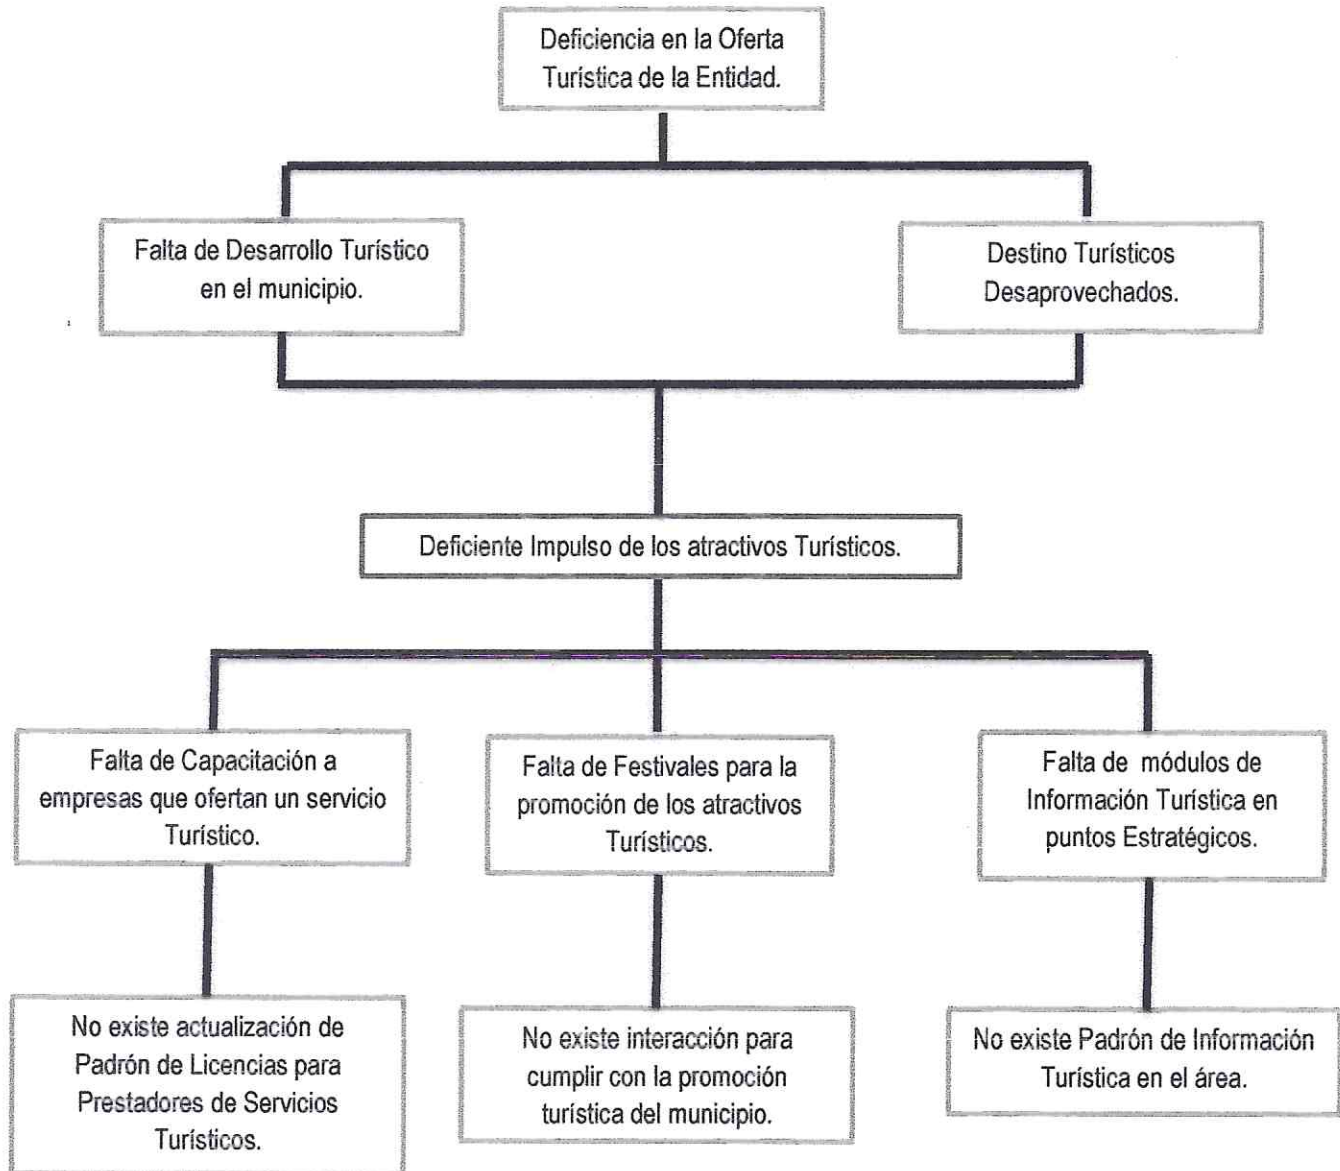 Deficiencia en la Oferta
Turística de la Entidad.
Falta de Desarrollo Turístico
en el municipio.
Destino Turísticos
Desaprovechados.
Deficiente Impulso de los atractivos Turísticos.
Falta de Capacitación a
empresas que ofertan un servicio
Turístico.
Falta de Festivales para la
promoción de los atractivos
Turísticos.
Falta de módulos de
Información Turística en
puntos Estratégicos.
No existe actualización de
Padrón de Licencias para
Prestadores de Servicios
Turísticos.
No existe interacción para
cumplir con la promoción
turística del municipio.
No existe Padrón de Información
Turística en el área.